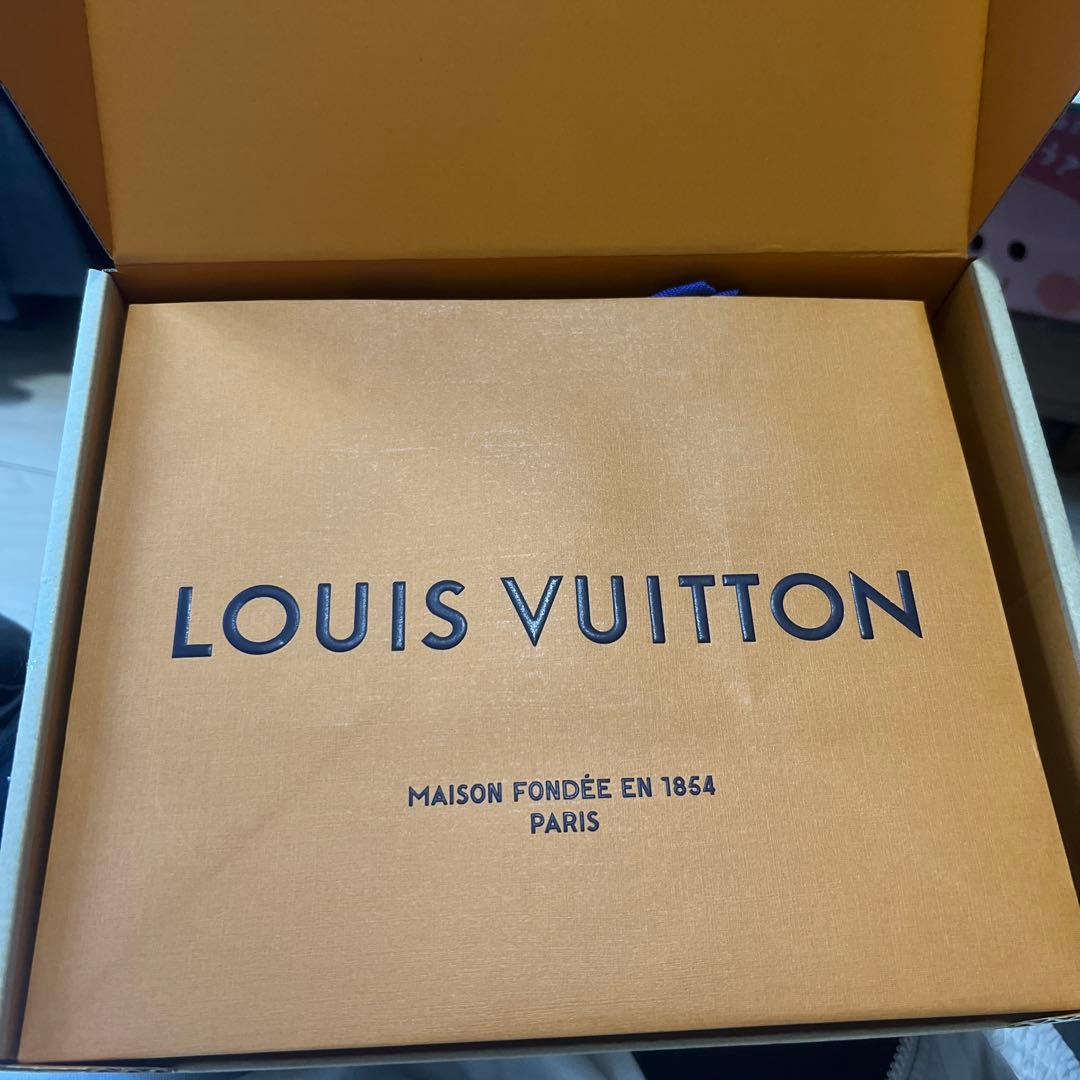 LOUIS VUITTON
MAISON FONDÉE EN 1854
PARIS